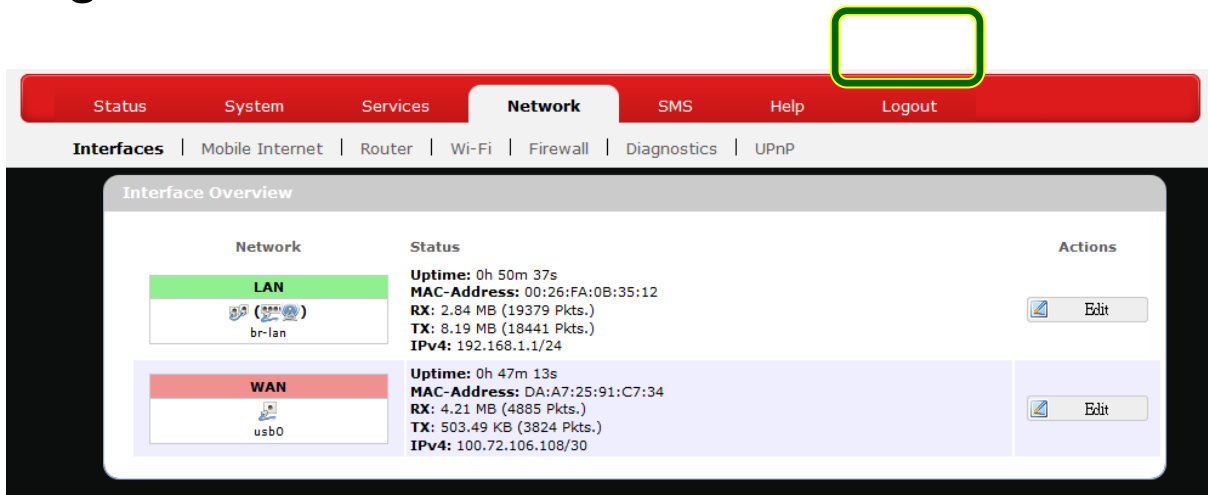 Status System Services Network SMS Help Logout
Interfaces | Mobile Internet | Router | Wi-Fi | Firewall | Diagnostics | UPnP
Interface Overview
Network Status Actions
LAN
br-lan
Uptime: 0h 50m 37s
MAC-Address: 00:26:FA:0B:35:12
RX: 2.84 MB (19379 Pkts.)
TX: 8.19 MB (18441 Pkts.)
IPv4: 192.168.1.1/24
Edit
WAN
usb0
Uptime: 0h 47m 13s
MAC-Address: DA:A7:25:91:C7:34
RX: 4.21 MB (4885 Pkts.)
TX: 503.49 KB (3824 Pkts.)
IPv4: 100.72.106.108/30
Edit